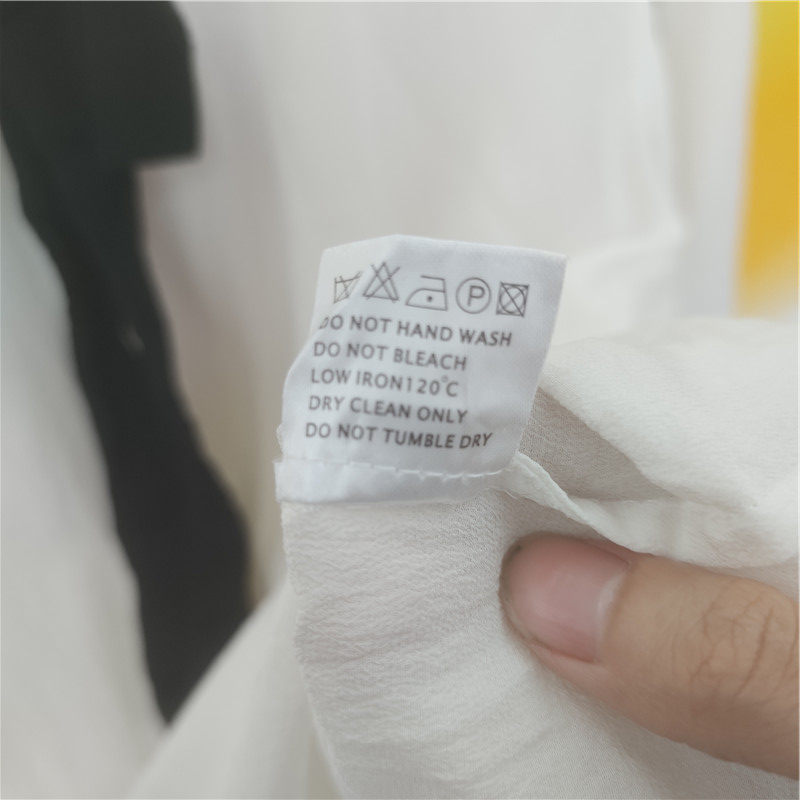 P
DO NOT HAND WASH
DO NOT BLEACH
LOW IRON120°C
DRY CLEAN ONLY
DO NOT TUMBLE DRY